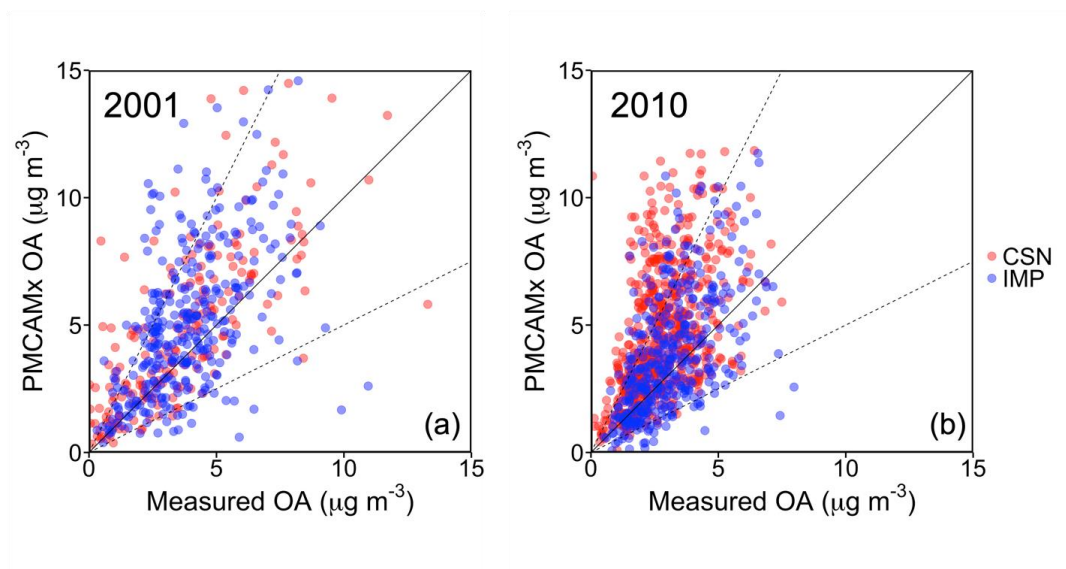 2001
15
10
5
0
0 5 10 15
PMCAMx OA (μg m-3)
Measured OA (μg m-3)
(a)
2010
15
10
5
0
0 5 10 15
PMCAMx OA (μg m-3)
Measured OA (μg m-3)
(b)
CSN
IMP